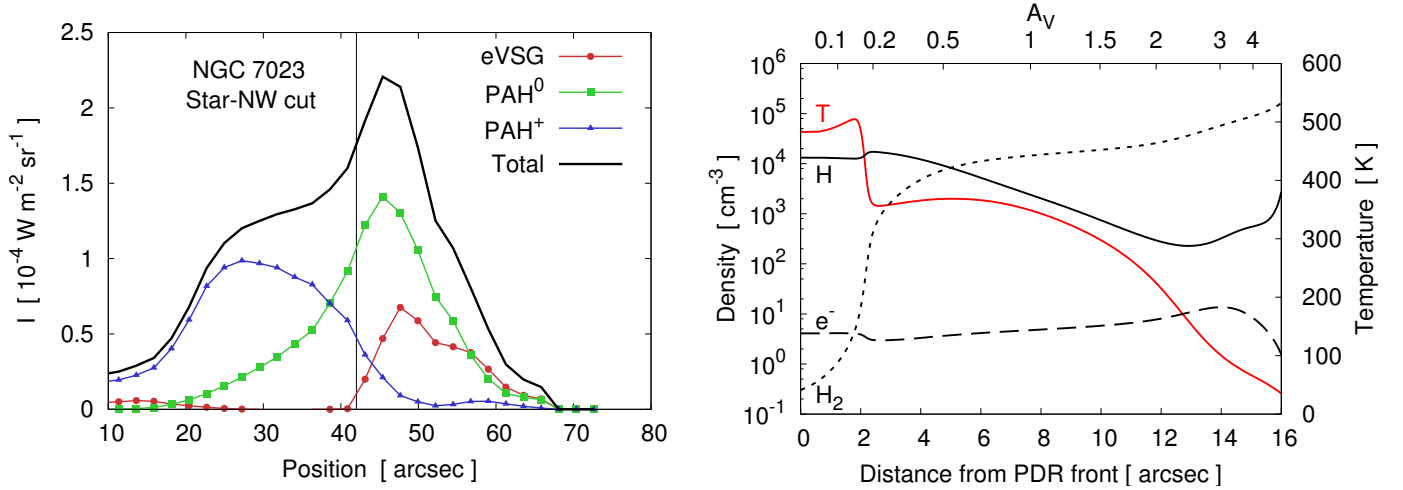 NGC 7023
Star-NW cut
eVSG
PAH⁰
PAH⁺
Total
I [ 10⁻⁴ W m⁻² sr⁻¹ ]
2.5
2
1.5
1
0.5
0
10 20 30 40 50 60 70 80
Position [ arcsec ]
A_V
0.1 0.2 0.5 1 1.5 2 3 4
Density [ cm⁻³ ]
10⁶
10⁵
10⁴
10³
10²
10¹
10⁰
10⁻¹
T
H
e⁻
H₂
600
500
400
300
200
100
0
Temperature [ K ]
0 2 4 6 8 10 12 14 16
Distance from PDR front [ arcsec ]